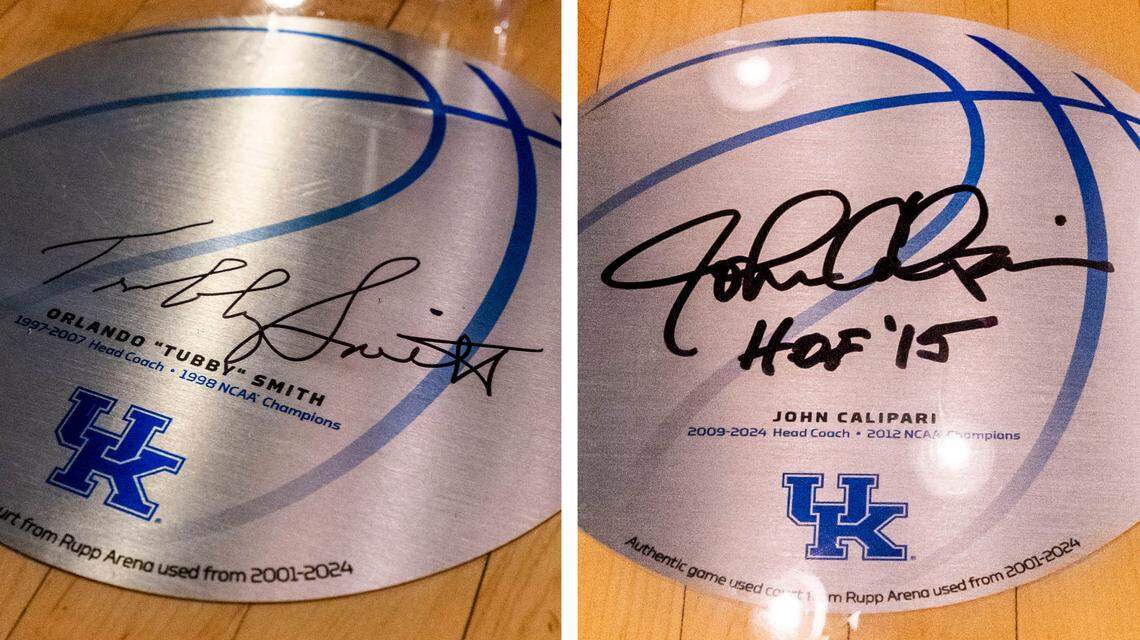 Tubby Smith
ORLANDO "TUBBY" SMITH
1997-2007 Head Coach • 1998 NCAA® Champions
UK
court from Rupp Arena used from 2001-2024
John Calipari
HOF '15
JOHN CALIPARI
2009-2024 Head Coach • 2012 NCAA® Champions
UK
Authentic game used court from Rupp Arena used from 2001-2024